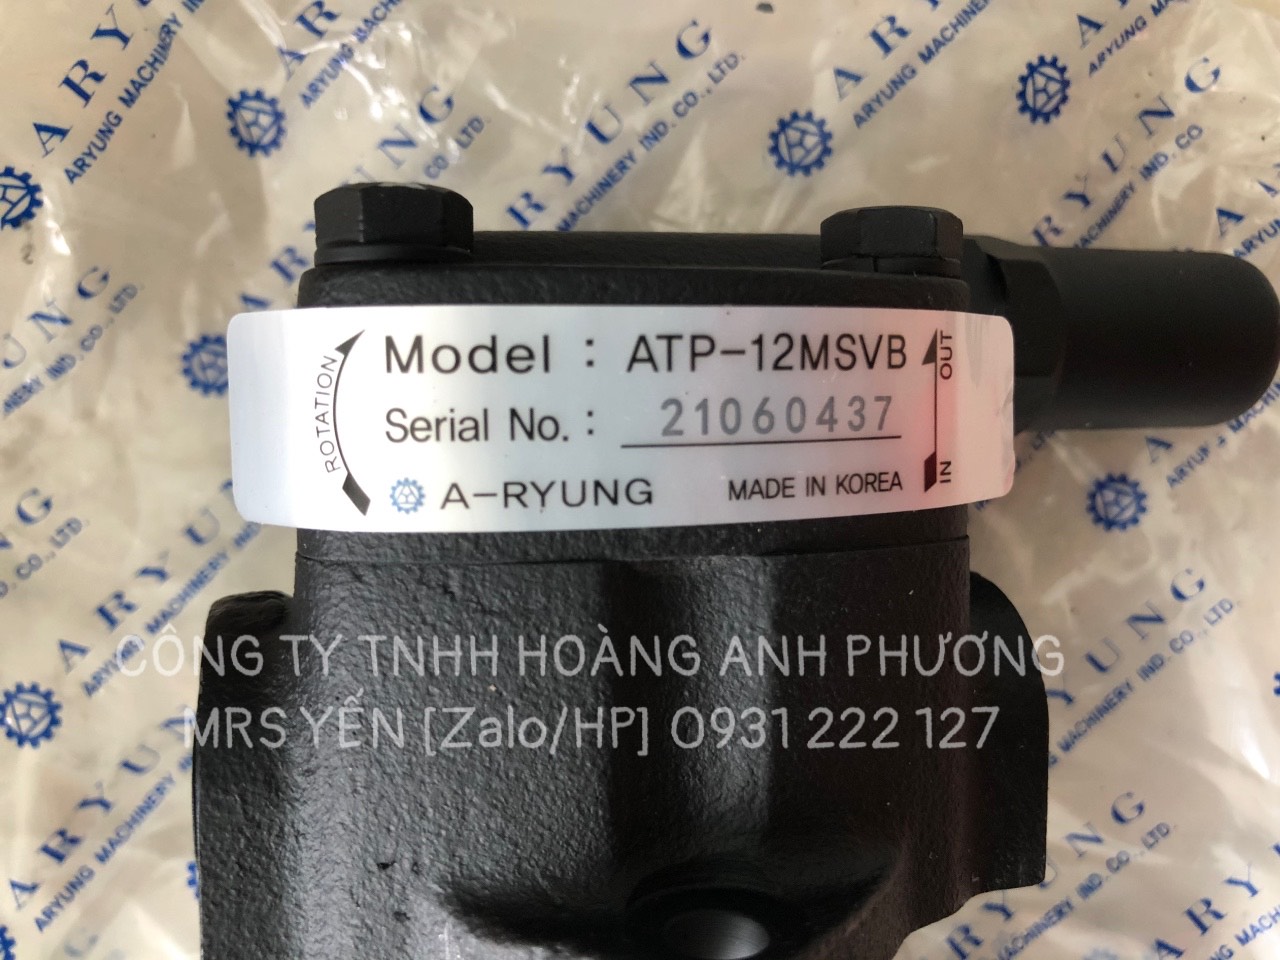 ROTATION
Model : ATP-12MSVB
Serial No. : 21060437
A-RYUNG MADE IN KOREA
OUT
IN
CÔNG TY TNHH HOÀNG ANH PHƯƠNG
MRS YẾN [Zalo/HP] 0931 222 127
ARYUNG
ARYUNG MACHINERY IND. CO., LTD.